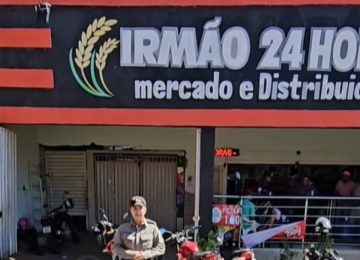 IRMÃO 24 HO
mercado e Distribui